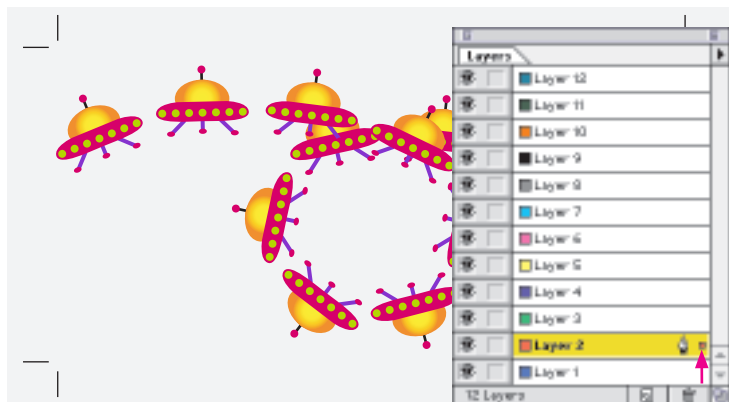 Layers
Layer 12
Layer 11
Layer 10
Layer 9
Layer 8
Layer 7
Layer 6
Layer 5
Layer 4
Layer 3
Layer 2
Layer 1
12 Layers